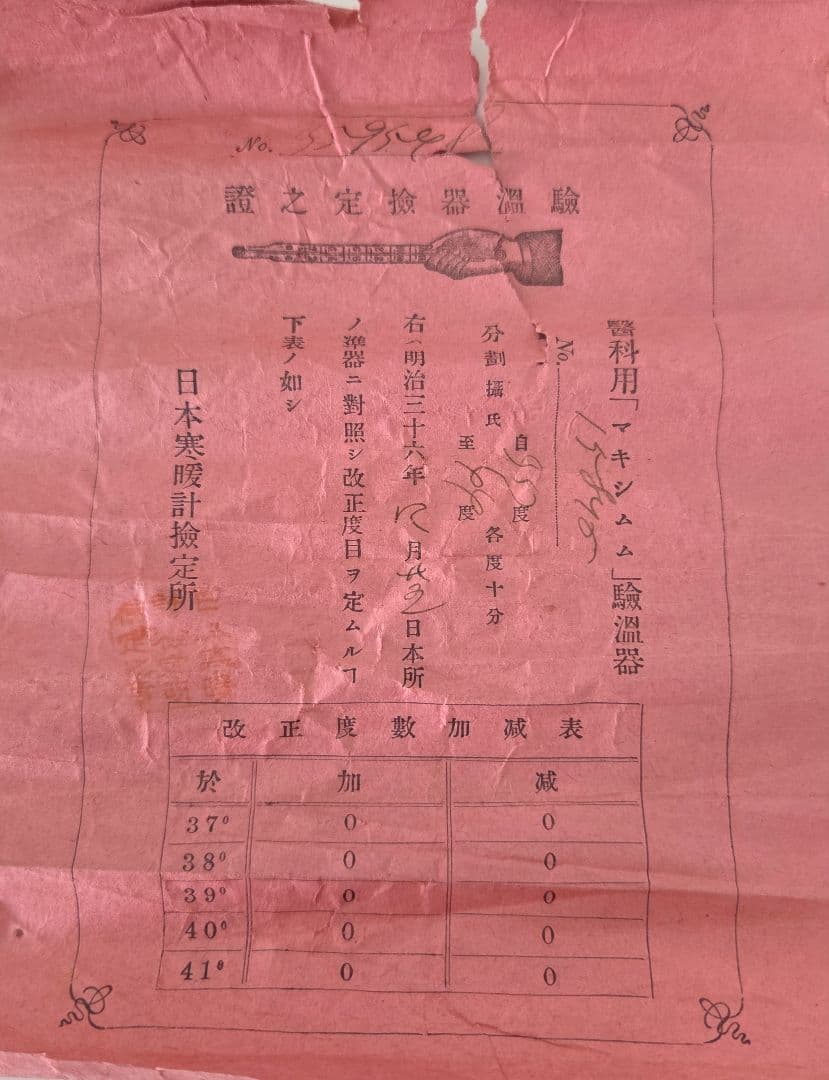 No.
驗溫器檢定之證
醫科用「マキシムム」驗溫器
No.
分劃攝氏 自 度 至 度 各度十分
右ハ明治三十六年 月廿五日本所
ノ準器ニ對照シ改正度目ヲ定ムルヿ
下表ノ如シ
日本寒暖計檢定所
改正度數加減表
於 加 減
37° 0 0
38° 0 0
39° 0 0
40° 0 0
41° 0 0